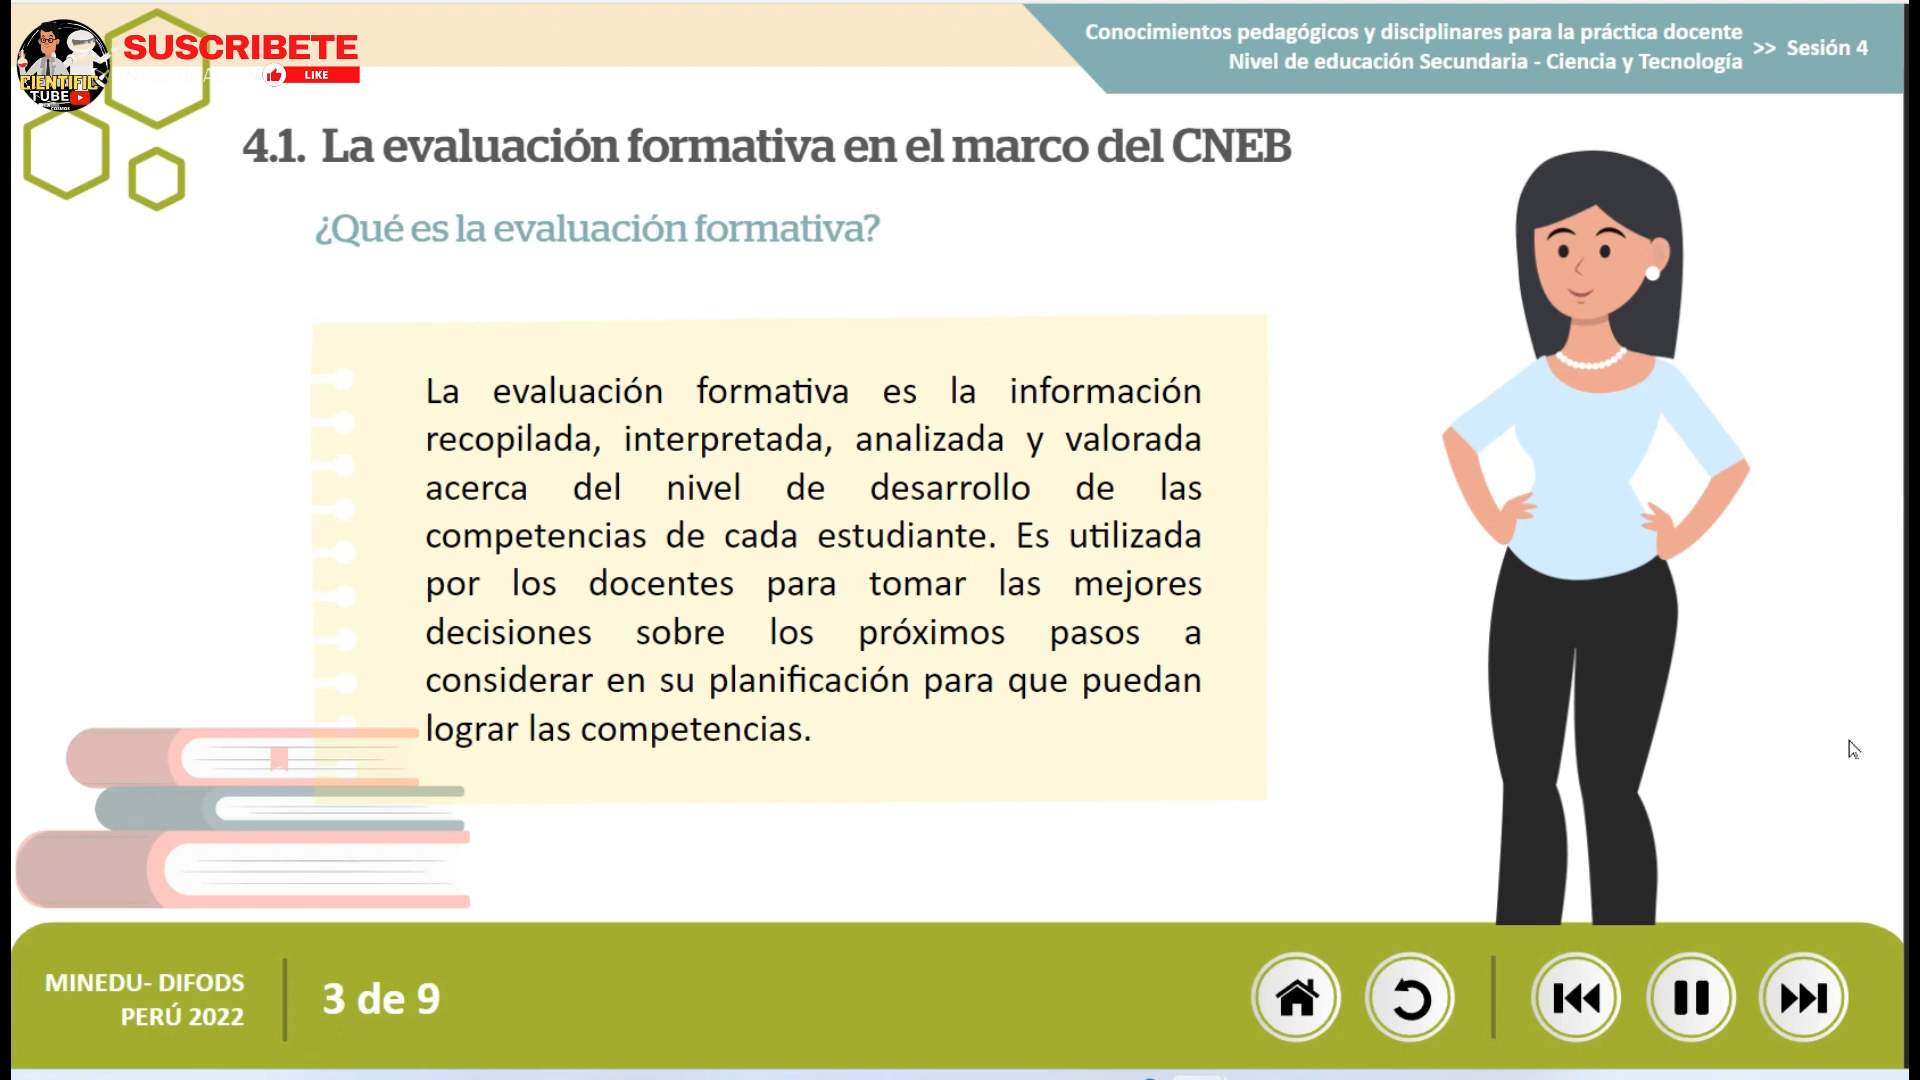 CIENTIFIC
TUBE
COSMOS
SUSCRIBETE
LIKE
Conocimientos pedagógicos y disciplinares para la práctica docente
Nivel de educación Secundaria - Ciencia y Tecnología
>> Sesión 4
4.1. La evaluación formativa en el marco del CNEB
¿Qué es la evaluación formativa?
La evaluación formativa es la información
recopilada, interpretada, analizada y valorada
acerca del nivel de desarrollo de las
competencias de cada estudiante. Es utilizada
por los docentes para tomar las mejores
decisiones sobre los próximos pasos a
considerar en su planificación para que puedan
lograr las competencias.
MINEDU- DIFODS
PERÚ 2022
3 de 9